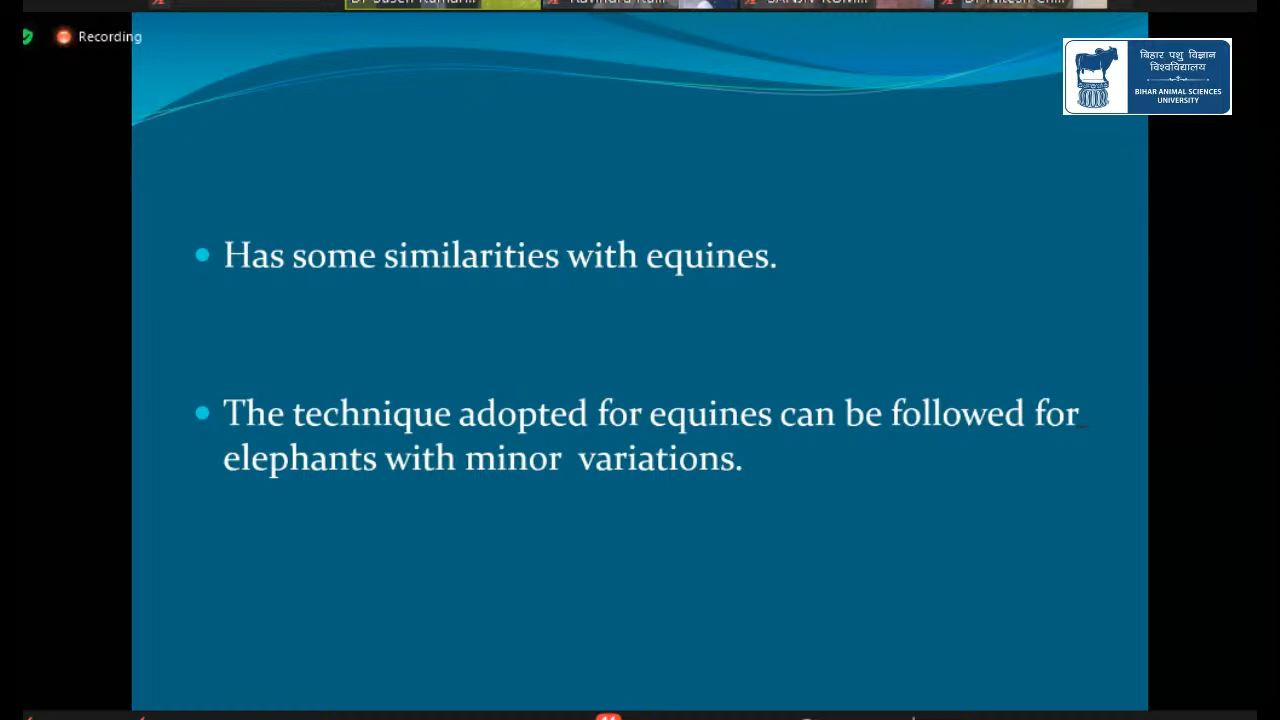 Recording
बिहार पशु विज्ञान
विश्वविद्यालय
BIHAR ANIMAL SCIENCES
UNIVERSITY
• Has some similarities with equines.
• The technique adopted for equines can be followed for
elephants with minor variations.